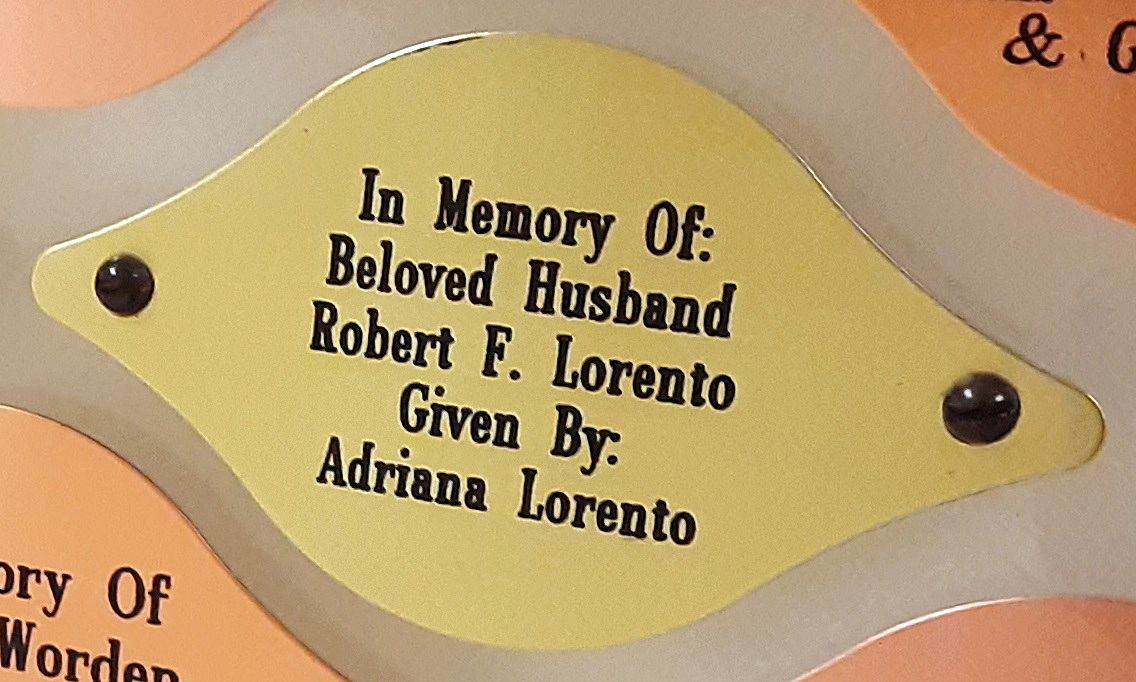 & G
In Memory Of:
Beloved Husband
Robert F. Lorento
Given By:
Adriana Lorento
ory Of
Worden